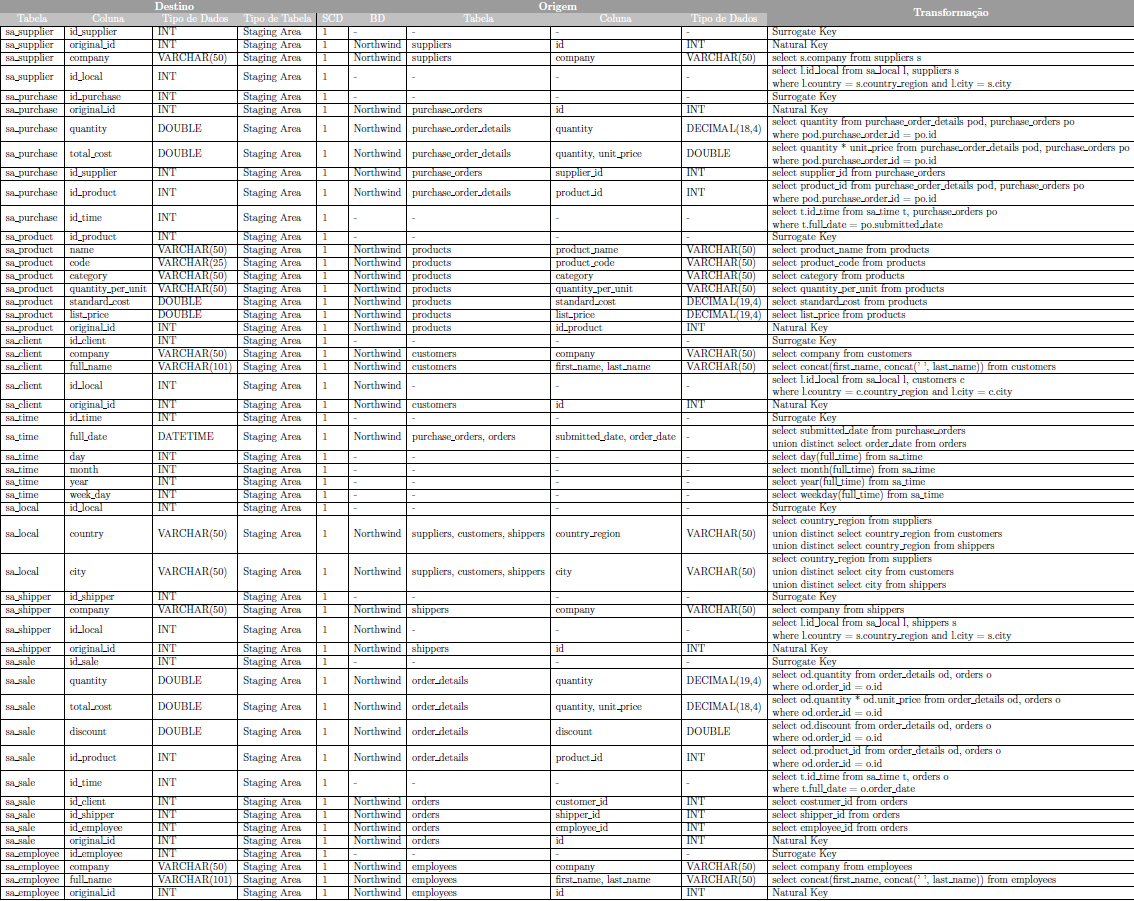 Destino Origem Transformação
Tabela Coluna Tipo de Dados Tipo de Tabela SCD BD Tabela Coluna Tipo de Dados
sa_supplier id_supplier INT Staging Area 1 - - - - Surrogate Key
sa_supplier original_id INT Staging Area 1 Northwind suppliers id INT Natural Key
sa_supplier company VARCHAR(50) Staging Area 1 Northwind suppliers company VARCHAR(50) select s.company from suppliers s
sa_supplier id_local INT Staging Area 1 - - - - select l.id_local from sa_local l, suppliers s
where l.country = s.country_region and l.city = s.city
sa_purchase id_purchase INT Staging Area 1 - - - - Surrogate Key
sa_purchase original_id INT Staging Area 1 Northwind purchase_orders id INT Natural Key
sa_purchase quantity DOUBLE Staging Area 1 Northwind purchase_order_details quantity DECIMAL(18,4) select quantity from purchase_order_details pod, purchase_orders po
where pod.purchase_order_id = po.id
sa_purchase total_cost DOUBLE Staging Area 1 Northwind purchase_order_details quantity, unit_price DOUBLE select quantity * unit_price from purchase_order_details pod, purchase_orders po
where pod.purchase_order_id = po.id
sa_purchase id_supplier INT Staging Area 1 Northwind purchase_orders supplier_id INT select supplier_id from purchase_orders
sa_purchase id_product INT Staging Area 1 Northwind purchase_order_details product_id INT select product_id from purchase_order_details pod, purchase_orders po
where pod.purchase_order_id = po.id
sa_purchase id_time INT Staging Area 1 - - - - select t.id_time from sa_time t, purchase_orders po
where t.full_date = po.submitted_date
sa_product id_product INT Staging Area 1 - - - - Surrogate Key
sa_product name VARCHAR(50) Staging Area 1 Northwind products product_name VARCHAR(50) select product_name from products
sa_product code VARCHAR(25) Staging Area 1 Northwind products product_code VARCHAR(50) select product_code from products
sa_product category VARCHAR(50) Staging Area 1 Northwind products category VARCHAR(50) select category from products
sa_product quantity_per_unit VARCHAR(50) Staging Area 1 Northwind products quantity_per_unit VARCHAR(50) select quantity_per_unit from products
sa_product standard_cost DOUBLE Staging Area 1 Northwind products standard_cost DECIMAL(19,4) select standard_cost from products
sa_product list_price DOUBLE Staging Area 1 Northwind products list_price DECIMAL(19,4) select list_price from products
sa_product original_id INT Staging Area 1 Northwind products id_product INT Natural Key
sa_client id_client INT Staging Area 1 - - - - Surrogate Key
sa_client company VARCHAR(50) Staging Area 1 Northwind customers company VARCHAR(50) select company from customers
sa_client full_name VARCHAR(101) Staging Area 1 Northwind customers first_name, last_name VARCHAR(50) select concat(first_name, concat(' ', last_name)) from customers
sa_client id_local INT Staging Area 1 Northwind - - - select l.id_local from sa_local l, customers c
where l.country = c.country_region and l.city = c.city
sa_client original_id INT Staging Area 1 Northwind customers id INT Natural Key
sa_time id_time INT Staging Area 1 - - - - Surrogate Key
sa_time full_date DATETIME Staging Area 1 Northwind purchase_orders, orders submitted_date, order_date - select submitted_date from purchase_orders
union distinct select order_date from orders
sa_time day INT Staging Area 1 - - - - select day(full_time) from sa_time
sa_time month INT Staging Area 1 - - - - select month(full_time) from sa_time
sa_time year INT Staging Area 1 - - - - select year(full_time) from sa_time
sa_time week_day INT Staging Area 1 - - - - select weekday(full_time) from sa_time
sa_local id_local INT Staging Area 1 - - - - Surrogate Key
sa_local country VARCHAR(50) Staging Area 1 Northwind suppliers, customers, shippers country_region VARCHAR(50) select country_region from suppliers
union distinct select country_region from customers
union distinct select country_region from shippers
sa_local city VARCHAR(50) Staging Area 1 Northwind suppliers, customers, shippers city VARCHAR(50) select country_region from suppliers
union distinct select city from customers
union distinct select city from shippers
sa_shipper id_shipper INT Staging Area 1 - - - - Surrogate Key
sa_shipper company VARCHAR(50) Staging Area 1 Northwind shippers company VARCHAR(50) select company from shippers
sa_shipper id_local INT Staging Area 1 Northwind - - - select l.id_local from sa_local l, shippers s
where l.country = s.country_region and l.city = s.city
sa_shipper original_id INT Staging Area 1 Northwind shippers id INT Natural Key
sa_sale id_sale INT Staging Area 1 - - - - Surrogate Key
sa_sale quantity DOUBLE Staging Area 1 Northwind order_details quantity DECIMAL(19,4) select od.quantity from order_details od, orders o
where od.order_id = o.id
sa_sale total_cost DOUBLE Staging Area 1 Northwind order_details quantity, unit_price DECIMAL(18,4) select od.quantity * od.unit_price from order_details od, orders o
where od.order_id = o.id
sa_sale discount DOUBLE Staging Area 1 Northwind order_details discount DOUBLE select od.discount from order_details od, orders o
where od.order_id = o.id
sa_sale id_product INT Staging Area 1 Northwind order_details product_id INT select od.product_id from order_details od, orders o
where od.order_id = o.id
sa_sale id_time INT Staging Area 1 - - - - select t.id_time from sa_time t, orders o
where t.full_date = o.order_date
sa_sale id_client INT Staging Area 1 Northwind orders customer_id INT select costumer_id from orders
sa_sale id_shipper INT Staging Area 1 Northwind orders shipper_id INT select shipper_id from orders
sa_sale id_employee INT Staging Area 1 Northwind orders employee_id INT select employee_id from orders
sa_sale original_id INT Staging Area 1 Northwind orders id INT Natural Key
sa_employee id_employee INT Staging Area 1 - - - - Surrogate Key
sa_employee company VARCHAR(50) Staging Area 1 Northwind employees company VARCHAR(50) select company from employees
sa_employee full_name VARCHAR(101) Staging Area 1 Northwind employees first_name, last_name VARCHAR(50) select concat(first_name, concat(' ', last_name)) from employees
sa_employee original_id INT Staging Area 1 Northwind employees id INT Natural Key